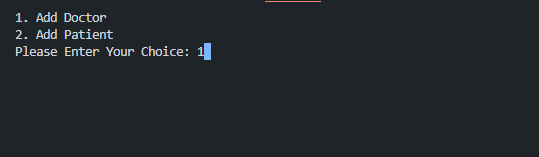 1. Add Doctor
2. Add Patient
Please Enter Your Choice: 1